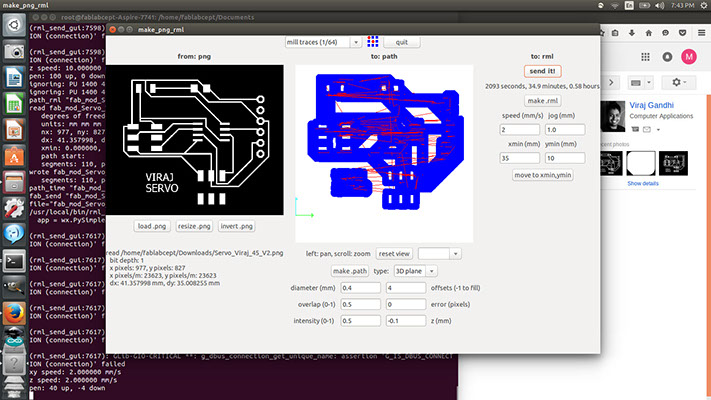 make_png_rml
7:43 PM
root@fablabcept-Aspire-7741: /home/fablabcept/Documents
(rml_send_gui:7598)
ION (connection)' f
z speed: 10.000000
pen: 100 up, 0 down
ignoring: PU 1400 4
ignoring: PU 1400 4
path_rml "fab_mod_S
read fab_mod_Servo_
degrees of freed
units: mm mm mm
nx: 977, ny: 827
dx: 41.357998, d
xmin: 0.000000,
path start:
segments: 110, p
wrote fab_mod_Servo
segments: 110, p
path_time "fab_mod_
fab_send "fab_mod_S
file="fab_mod_Servo
/usr/local/bin/rml_
app = wx.PySimple
(rml_send_gui:7617)
ION (connection)' f
(rml_send_gui:7617)
ION (connection)' f
(rml_send_gui:7617)
ION (connection)' f
(rml_send_gui:7617)
ION (connection)' f
(rml_send_gui:7617): GLib-GIO-CRITICAL **: g_dbus_connection_get_unique_name: assertion 'G_IS_DBUS_CONNECT
ION (connection)' failed
xy speed: 2.000000 mm/s
z speed: 2.000000 mm/s
pen: 40 up, -4 down
make_png_rml
mill traces (1/64)
quit
from: png
to: path
to: rml
send it!
2093 seconds, 34.9 minutes, 0.58 hours
make .rml
speed (mm/s) jog (mm)
2 1.0
xmin (mm) ymin (mm)
35 10
move to xmin,ymin
VIRAJ
SERVO
load .png resize .png invert .png
read /home/fablabcept/Downloads/Servo_Viraj_45_V2.png
bit depth: 1
x pixels: 977, y pixels: 827
x pixels/m: 23623, y pixels/m: 23623
dx: 41.357998 mm, dy: 35.008255 mm
left: pan, scroll: zoom reset view
make .path type: 3D plane
diameter (mm) 0.4 4 offsets (-1 to fill)
overlap (0-1) 0.5 0 error (pixels)
intensity (0-1) 0.5 -0.1 z (mm)
Viraj Gandhi
Computer Applications
Show details